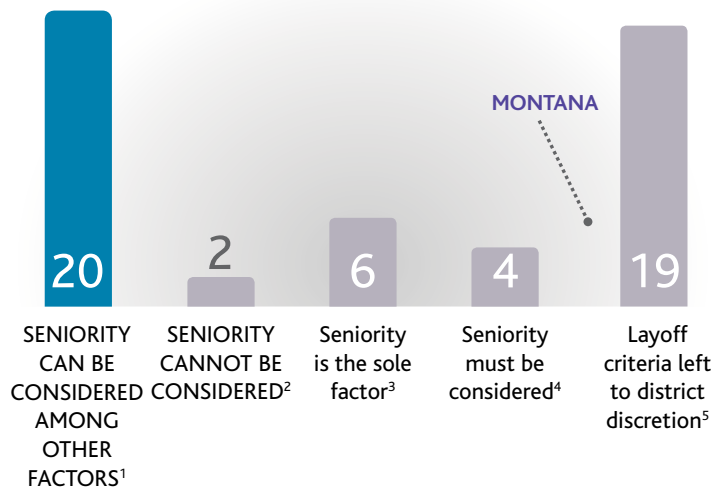 MONTANA
20
2
6
4
19
SENIORITY
CAN BE
CONSIDERED
AMONG
OTHER
FACTORS¹
SENIORITY
CANNOT BE
CONSIDERED²
Seniority
is the sole
factor³
Seniority
must be
considered⁴
Layoff
criteria left
to district
discretion⁵